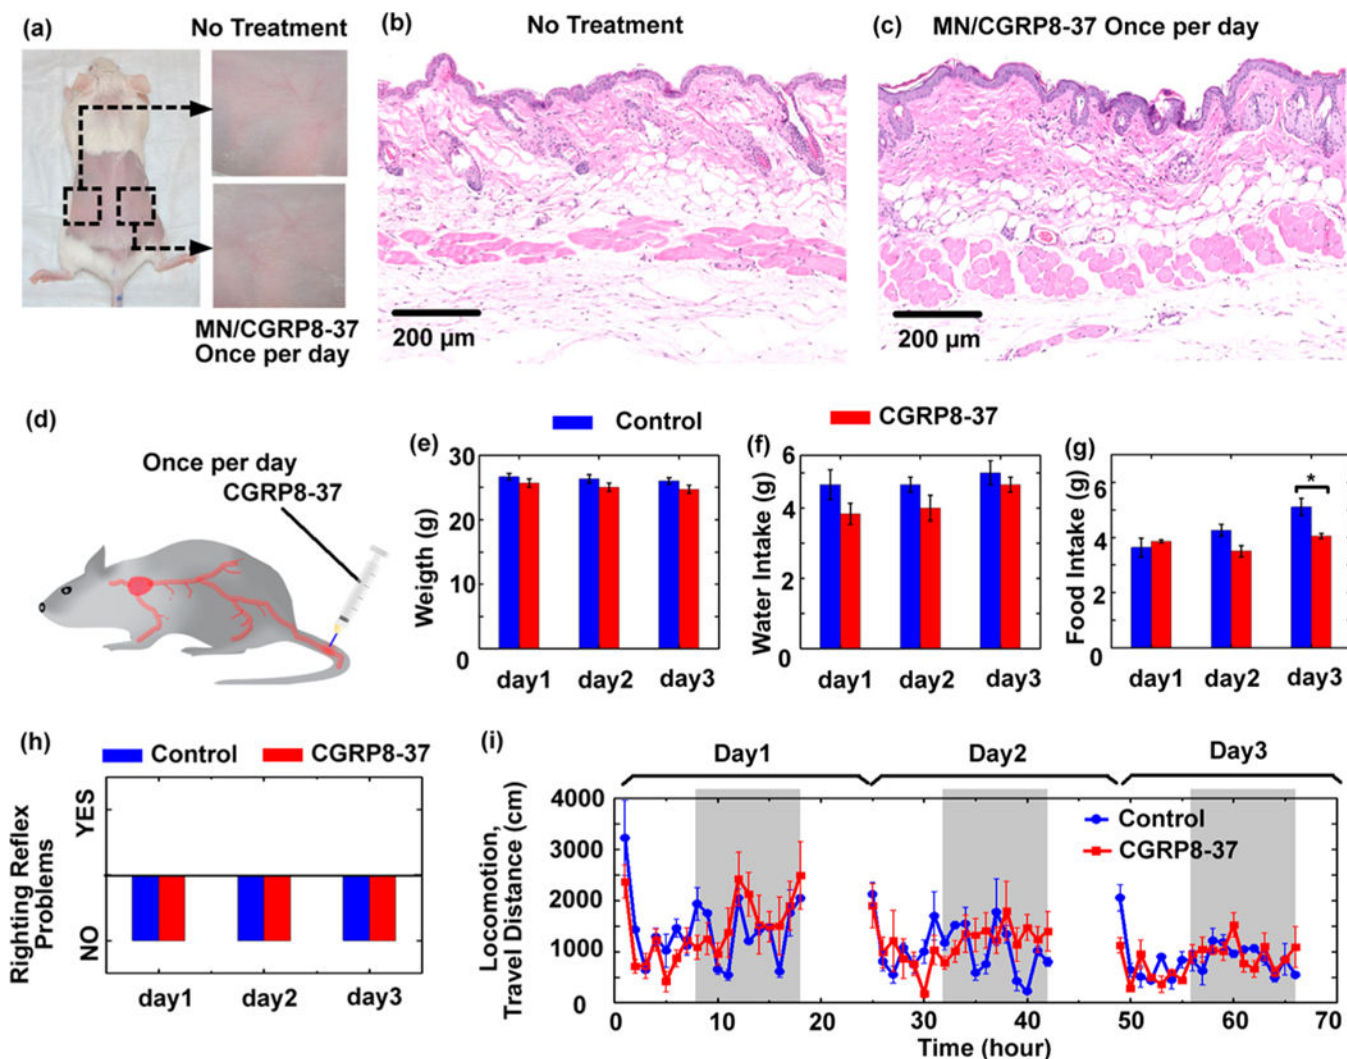 (a)
No Treatment
MN/CGRP8-37
Once per day
(b)
No Treatment
200 µm
(c)
MN/CGRP8-37 Once per day
200 µm
(d)
Once per day
CGRP8-37
Control
CGRP8-37
(e)
Weigth (g)
30
20
10
0
day1
day2
day3
(f)
Water Intake (g)
6
4
2
0
day1
day2
day3
(g)
Food Intake (g)
6
4
2
0
*
day1
day2
day3
(h)
Control
CGRP8-37
Righting Reflex
Problems
YES
NO
day1
day2
day3
(i)
Day1
Day2
Day3
Locomotion,
Travel Distance (cm)
4000
3000
2000
1000
0
Control
CGRP8-37
0
10
20
30
40
50
60
70
Time (hour)